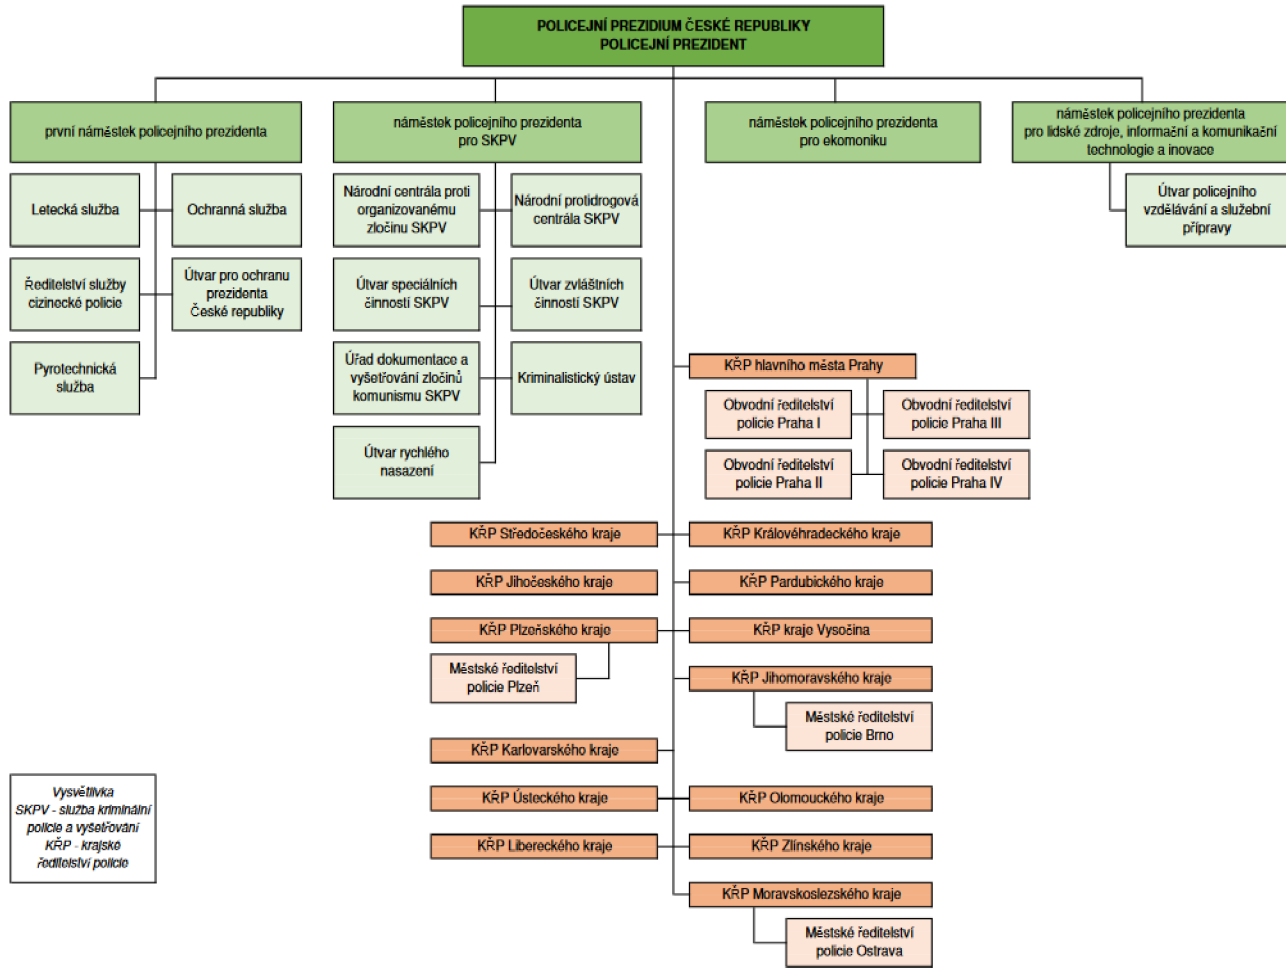 POLICEJNÍ PREZIDIUM ČESKÉ REPUBLIKY
POLICEJNÍ PREZIDENT
první náměstek policejního prezidenta
náměstek policejního prezidenta
pro SKPV
náměstek policejního prezidenta
pro ekomoniku
náměstek policejního prezidenta
pro lidské zdroje, informační a komunikační
technologie a inovace
Letecká služba
Ochranná služba
Ředitelství služby
cizinecké policie
Útvar pro ochranu
prezidenta
České republiky
Pyrotechnická
služba
Národní centrála proti
organizovanému
zločinu SKPV
Národní protidrogová
centrála SKPV
Útvar speciálních
činností SKPV
Útvar zvláštních
činností SKPV
Úřad dokumentace a
vyšetřování zločinů
komunismu SKPV
Kriminalistický ústav
Útvar rychlého
nasazení
Útvar policejního
vzdělávání a služební
přípravy
KŘP hlavního města Prahy
Obvodní ředitelství
policie Praha I
Obvodní ředitelství
policie Praha III
Obvodní ředitelství
policie Praha II
Obvodní ředitelství
policie Praha IV
KŘP Středočeského kraje
KŘP Královéhradeckého kraje
KŘP Jihočeského kraje
KŘP Pardubického kraje
KŘP Plzeňského kraje
KŘP kraje Vysočina
Městské ředitelství
policie Plzeň
KŘP Jihomoravského kraje
Městské ředitelství
policie Brno
KŘP Karlovarského kraje
KŘP Ústeckého kraje
KŘP Olomouckého kraje
KŘP Libereckého kraje
KŘP Zlínského kraje
KŘP Moravskoslezského kraje
Městské ředitelství
policie Ostrava
Vysvětlivka
SKPV - služba kriminální
policie a vyšetřování
KŘP - krajské
ředitelství policie